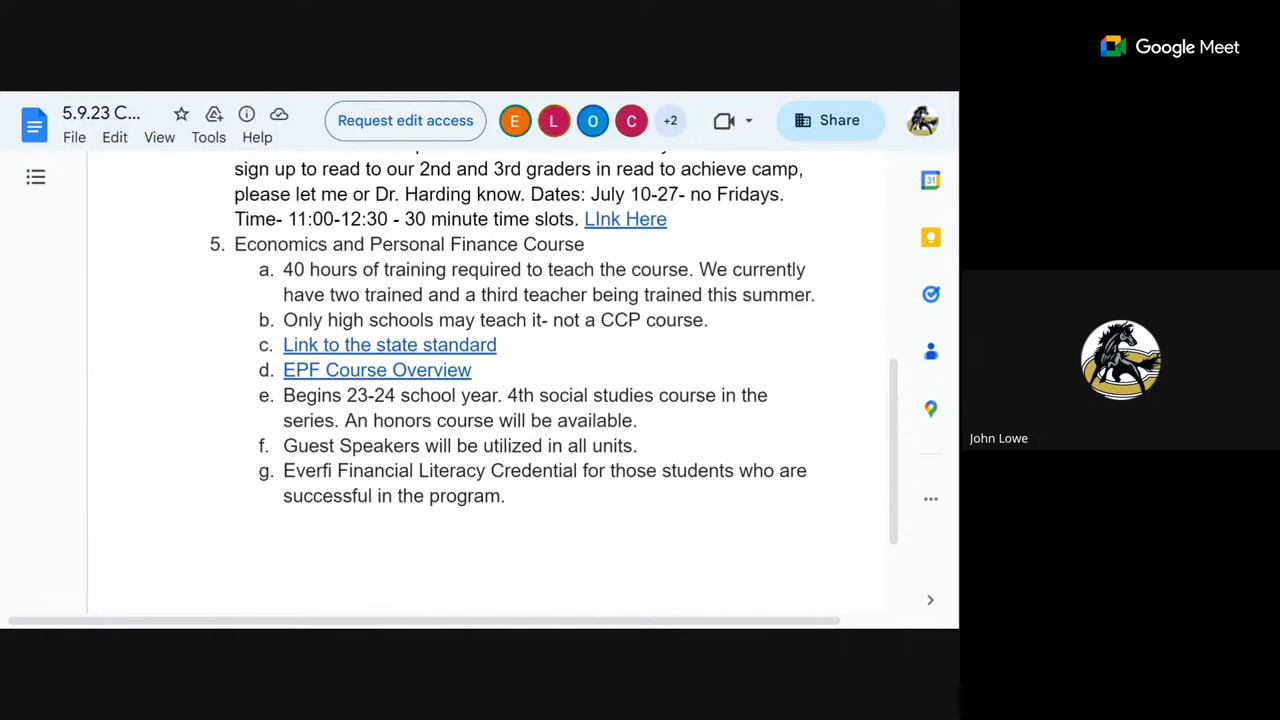 Google Meet
5.9.23 C...
Request edit access
E L O C +2
Share
File Edit View Tools Help
sign up to read to our 2nd and 3rd graders in read to achieve camp,
please let me or Dr. Harding know. Dates: July 10-27- no Fridays.
Time- 11:00-12:30 - 30 minute time slots. LInk Here
5. Economics and Personal Finance Course
a. 40 hours of training required to teach the course. We currently
have two trained and a third teacher being trained this summer.
b. Only high schools may teach it- not a CCP course.
c. Link to the state standard
d. EPF Course Overview
e. Begins 23-24 school year. 4th social studies course in the
series. An honors course will be available.
f. Guest Speakers will be utilized in all units.
g. Everfi Financial Literacy Credential for those students who are
successful in the program.
31
John Lowe